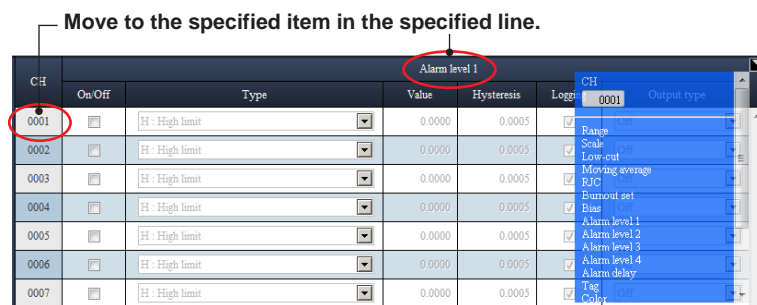 Move to the specified item in the specified line.
CH Alarm level 1
On/Off Type Value Hysteresis Logging Output type
0001 H : High limit 0.0000 0.0005 Off
0002 H : High limit 0.0000 0.0005
0003 H : High limit 0.0000 0.0005
0004 H : High limit 0.0000 0.0005 Off
0005 H : High limit 0.0000 0.0005
0006 H : High limit 0.0000 0.0005
0007 H : High limit 0.0000 0.0005 Off
CH
0001
Range
Scale
Low-cut
Moving average
RJC
Burnout set
Bias
Alarm level 1
Alarm level 2
Alarm level 3
Alarm level 4
Alarm delay
Tag
Color